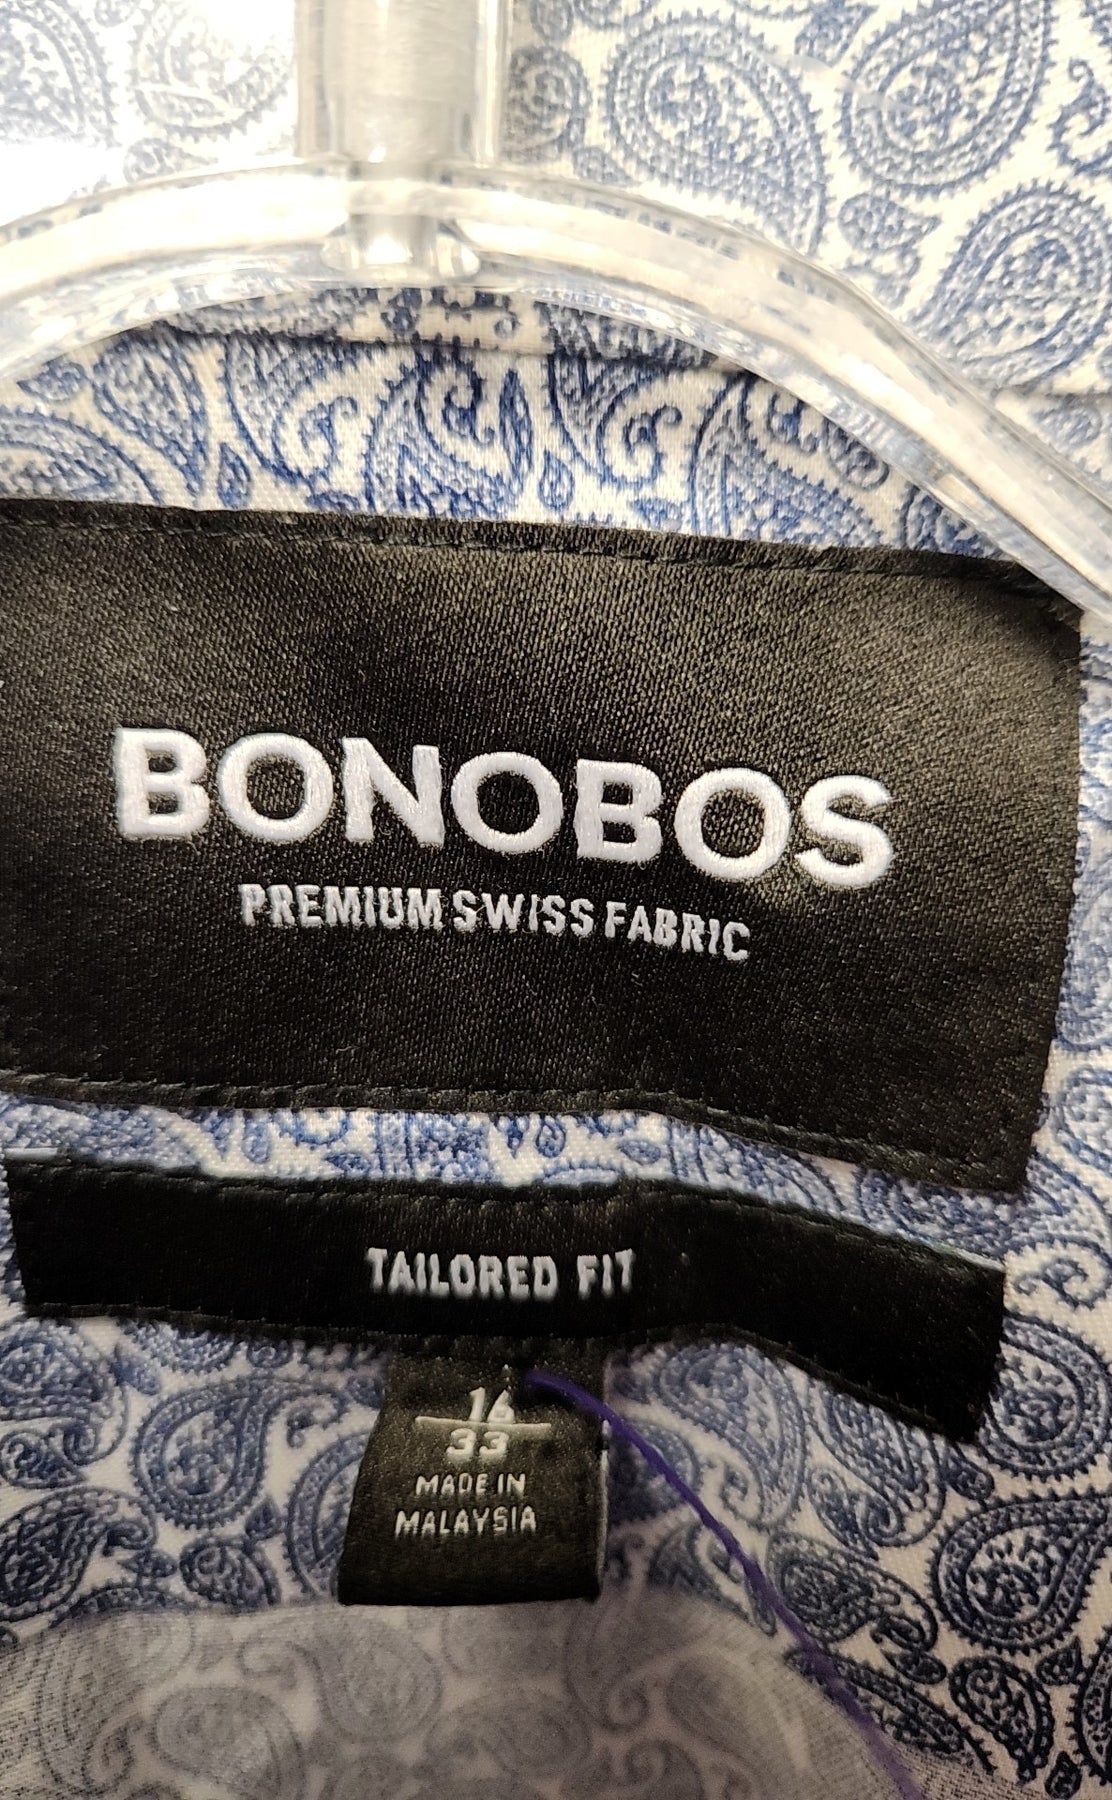 BONOBOS
PREMIUM SWISS FABRIC
TAILORED FIT
16
33
MADE IN
MALAYSIA